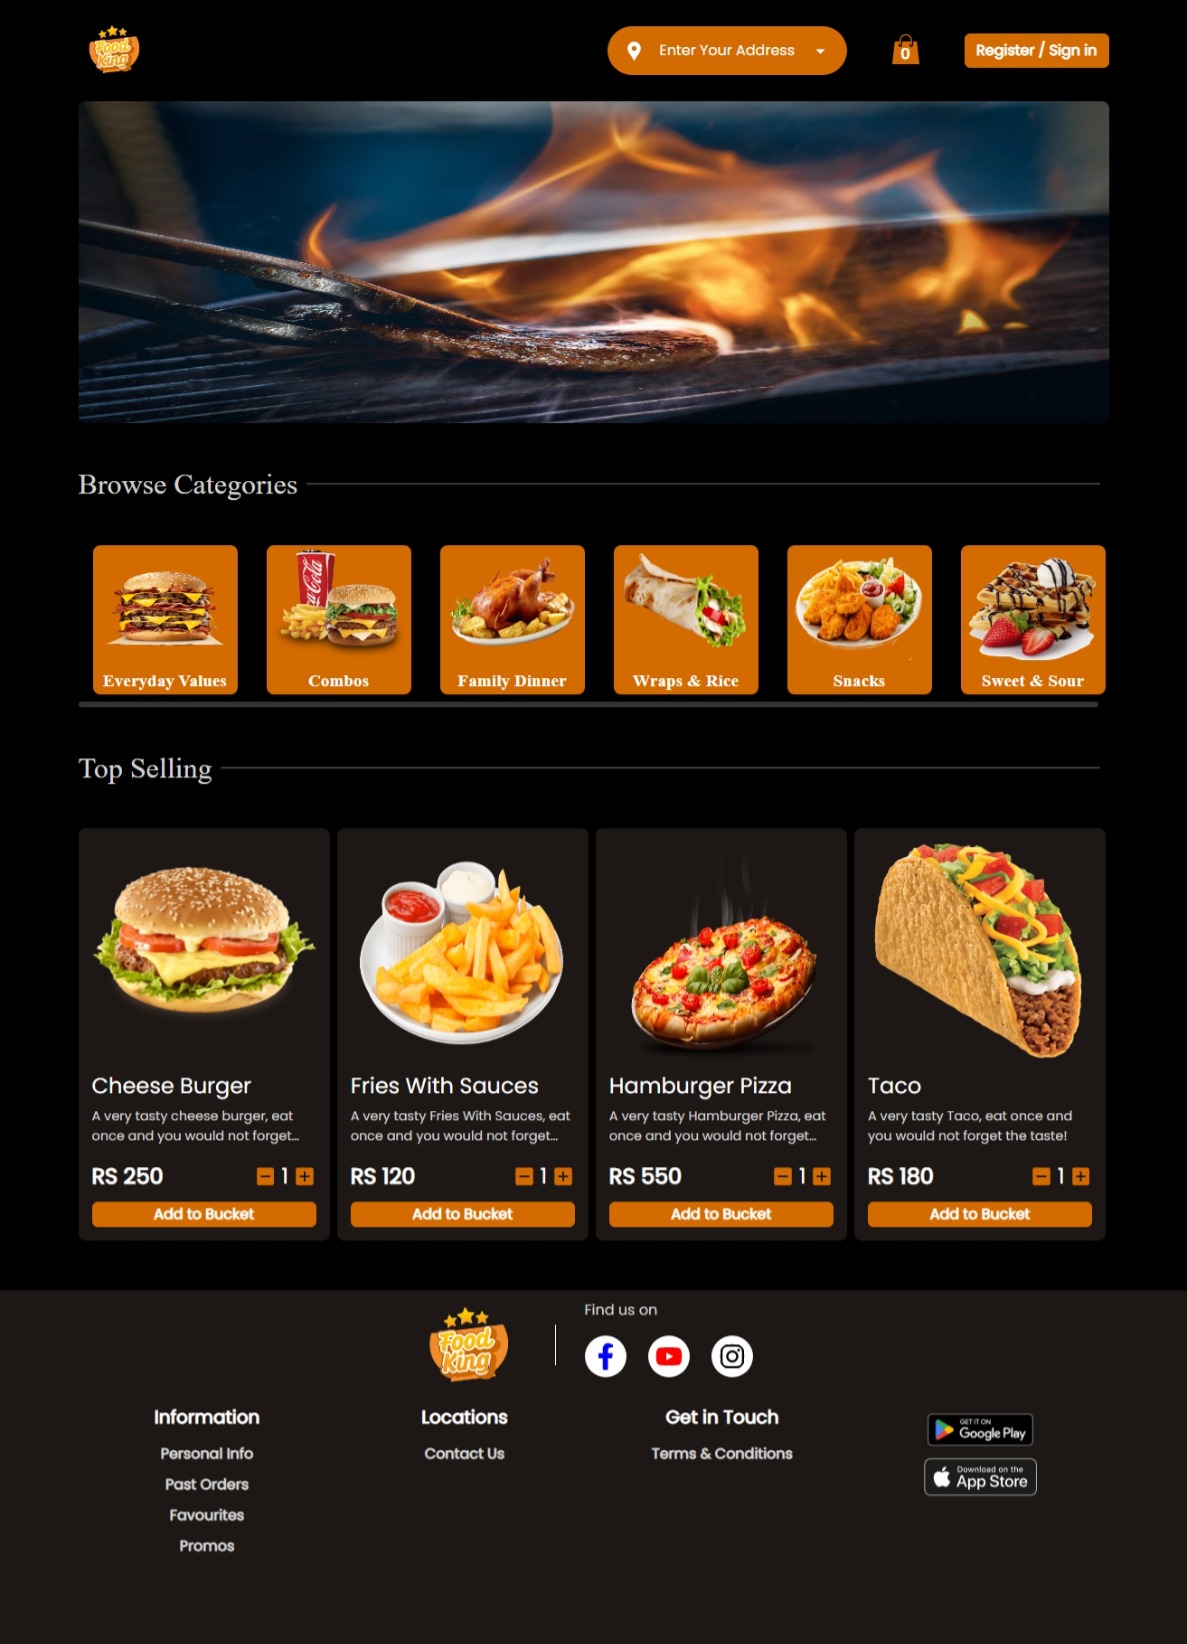 Food
King
Enter Your Address
0
Register / Sign in
Browse Categories
Coca-Cola
Everyday Values
Combos
Family Dinner
Wraps & Rice
Snacks
Sweet & Sour
Top Selling
Cheese Burger
A very tasty cheese burger, eat
once and you would not forget...
RS 250
1
Add to Bucket
Fries With Sauces
A very tasty Fries With Sauces, eat
once and you would not forget...
RS 120
1
Add to Bucket
Hamburger Pizza
A very tasty Hamburger Pizza, eat
once and you would not forget...
RS 550
1
Add to Bucket
Taco
A very tasty Taco, eat once and
you would not forget the taste!
RS 180
1
Add to Bucket
Food
King
Find us on
Information
Personal Info
Past Orders
Favourites
Promos
Locations
Contact Us
Get in Touch
Terms & Conditions
GET IT ON
Google Play
Download on the
App Store